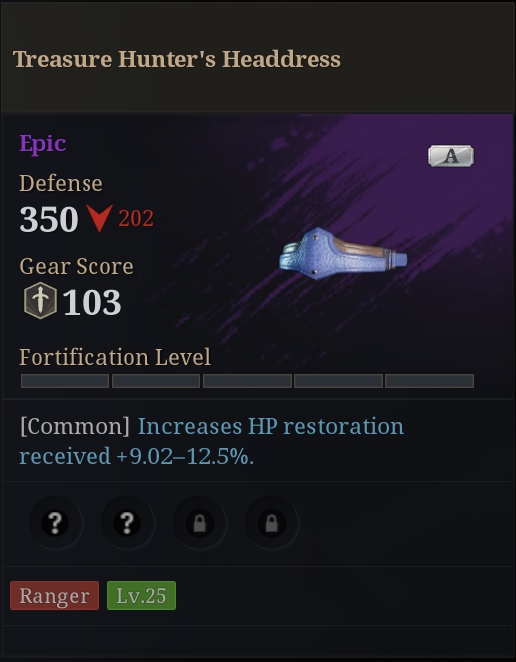 Treasure Hunter's Headdress
Epic
A
Defense
350 202
Gear Score
103
Fortification Level
[Common] Increases HP restoration
received +9.02–12.5%.
? ?
Ranger Lv.25